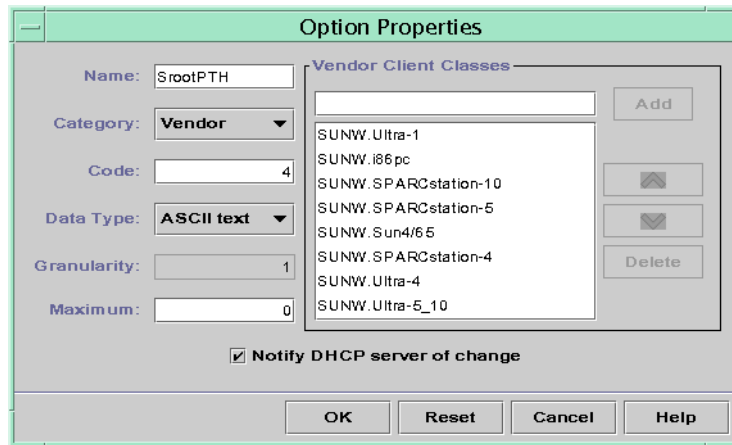 Option Properties
Name: SrootPTH
Category: Vendor
Code: 4
Data Type: ASCII text
Granularity: 1
Maximum: 0
Vendor Client Classes
Add
SUNW.Ultra-1
SUNW.i86pc
SUNW.SPARCstation-10
SUNW.SPARCstation-5
SUNW.Sun4/65
SUNW.SPARCstation-4
SUNW.Ultra-4
SUNW.Ultra-5_10
Delete
Notify DHCP server of change
OK Reset Cancel Help